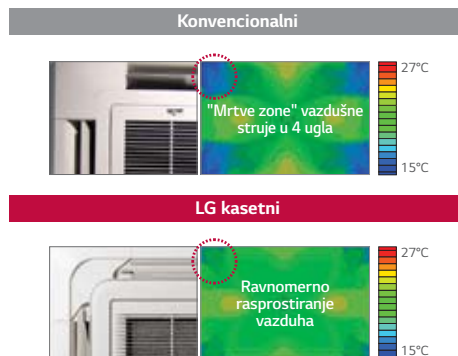 Konvencionalni
27°C
"Mrtve zone" vazdušne
struje u 4 ugla
15°C
LG kasetni
27°C
Ravnomerno
rasprostiranje
vazduha
15°C